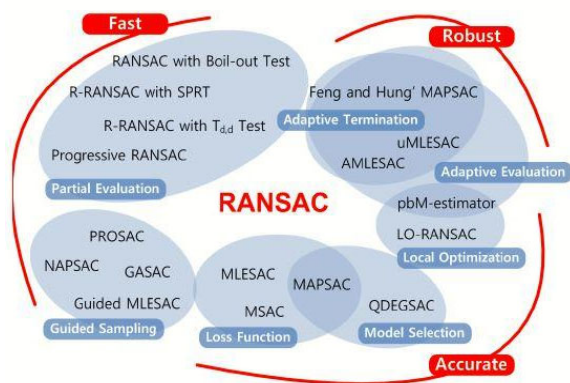 Fast
Robust
RANSAC with Boil-out Test
R-RANSAC with SPRT
Feng and Hung' MAPSAC
Adaptive Termination
R-RANSAC with Td,d Test
uMLESAC
Progressive RANSAC
AMLESAC
Adaptive Evaluation
Partial Evaluation
RANSAC
pbM-estimator
LO-RANSAC
Local Optimization
PROSAC
NAPSAC
GASAC
Guided MLESAC
Guided Sampling
MLESAC
MAPSAC
MSAC
QDEGSAC
Loss Function
Model Selection
Accurate